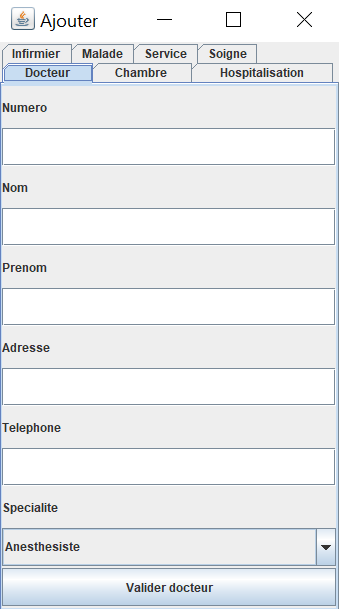 Ajouter
Infirmier Malade Service Soigne
Docteur Chambre Hospitalisation
Numero
Nom
Prenom
Adresse
Telephone
Specialite
Anesthesiste
Valider docteur